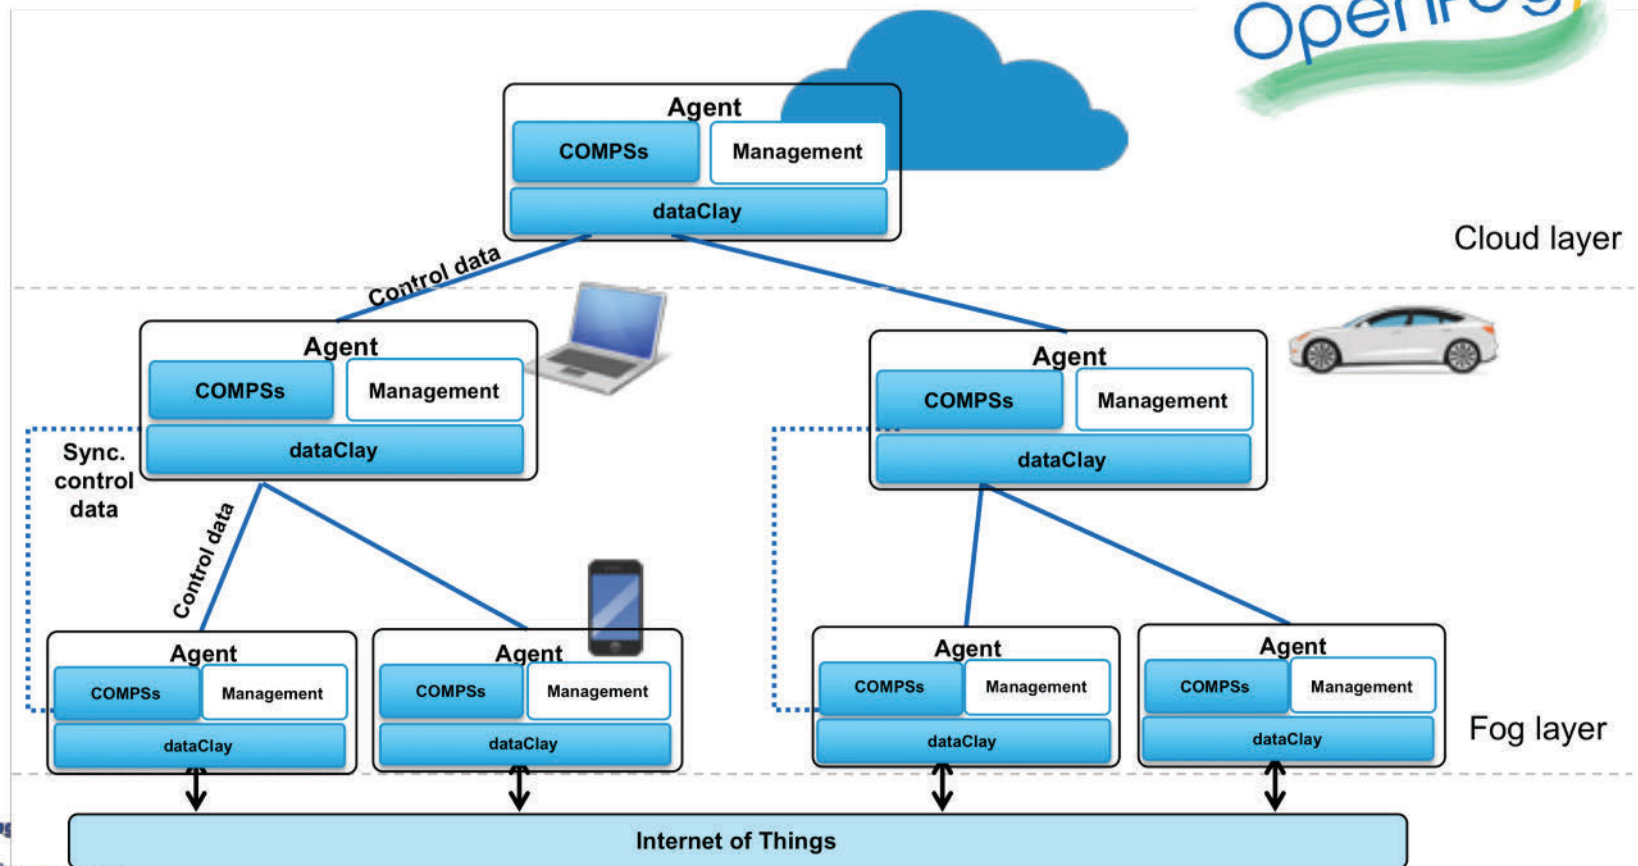 OpenFog
Agent
COMPSs
Management
dataClay
Cloud layer
Control data
Agent
COMPSs
Management
dataClay
Agent
COMPSs
Management
dataClay
Sync.
control
data
Control data
Agent
COMPSs
Management
dataClay
Agent
COMPSs
Management
dataClay
Agent
COMPSs
Management
dataClay
Agent
COMPSs
Management
dataClay
Fog layer
Internet of Things